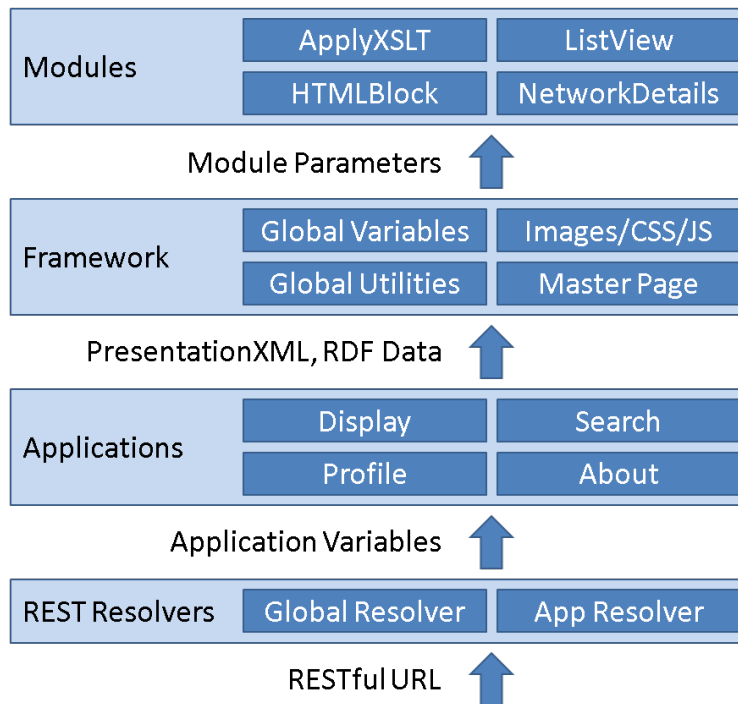 Modules
ApplyXSLT
ListView
HTMLBlock
NetworkDetails
Module Parameters
Framework
Global Variables
Images/CSS/JS
Global Utilities
Master Page
PresentationXML, RDF Data
Applications
Display
Search
Profile
About
Application Variables
REST Resolvers
Global Resolver
App Resolver
RESTful URL